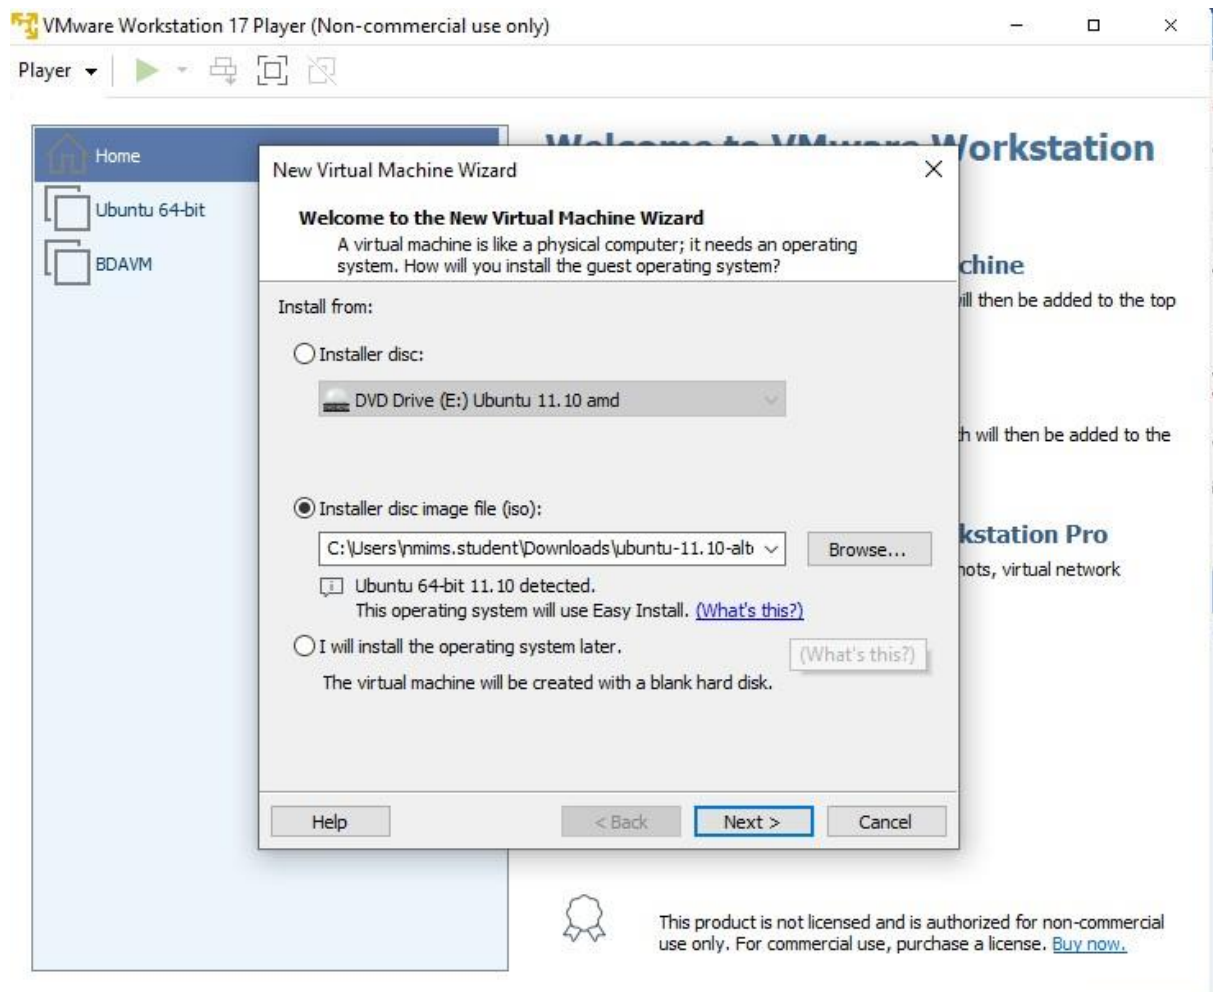 VMware Workstation 17 Player (Non-commercial use only)
Player
Home
Ubuntu 64-bit
BDAVM
Welcome to VMware Workstation
chine
ill then be added to the top
h will then be added to the
kstation Pro
hots, virtual network
This product is not licensed and is authorized for non-commercial
use only. For commercial use, purchase a license. Buy now.
New Virtual Machine Wizard
Welcome to the New Virtual Machine Wizard
A virtual machine is like a physical computer; it needs an operating
system. How will you install the guest operating system?
Install from:
Installer disc:
DVD Drive (E:) Ubuntu 11.10 amd
Installer disc image file (iso):
C:\Users\nmims.student\Downloads\ubuntu-11.10-alt
Browse...
Ubuntu 64-bit 11.10 detected.
This operating system will use Easy Install. (What's this?)
I will install the operating system later.
(What's this?)
The virtual machine will be created with a blank hard disk.
Help
< Back
Next >
Cancel